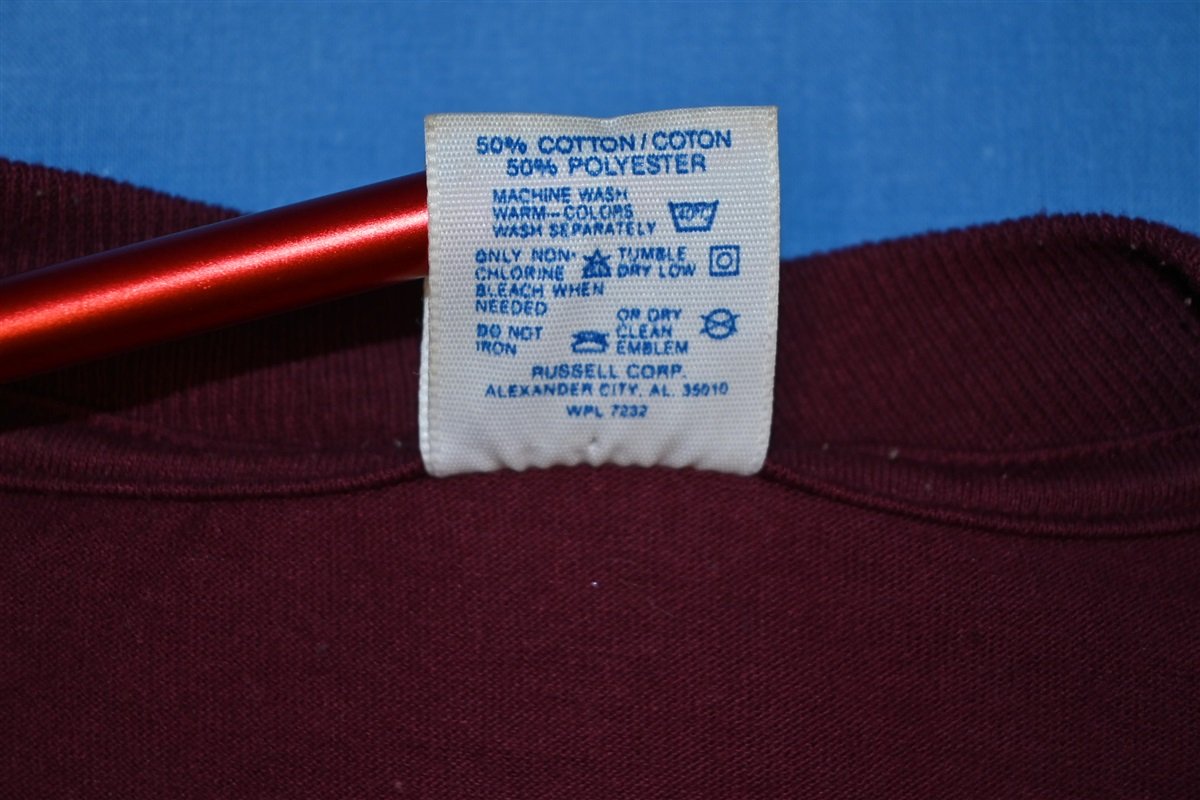 50% COTTON / COTON
50% POLYESTER
MACHINE WASH
WARM-COLORS
WASH SEPARATELY
40°C
ONLY NON-
CHLORINE
BLEACH WHEN
NEEDED
TUMBLE
DRY LOW
DO NOT
IRON
OR DRY
CLEAN
EMBLEM
RUSSELL CORP.
ALEXANDER CITY, AL. 35010
WPL 7232